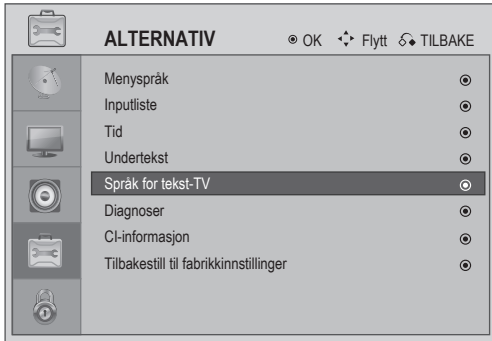 ALTERNATIV OK Flytt TILBAKE
Menyspråk
Inputliste
Tid
Undertekst
Språk for tekst-TV
Diagnoser
CI-informasjon
Tilbakestill til fabrikkinnstillinger